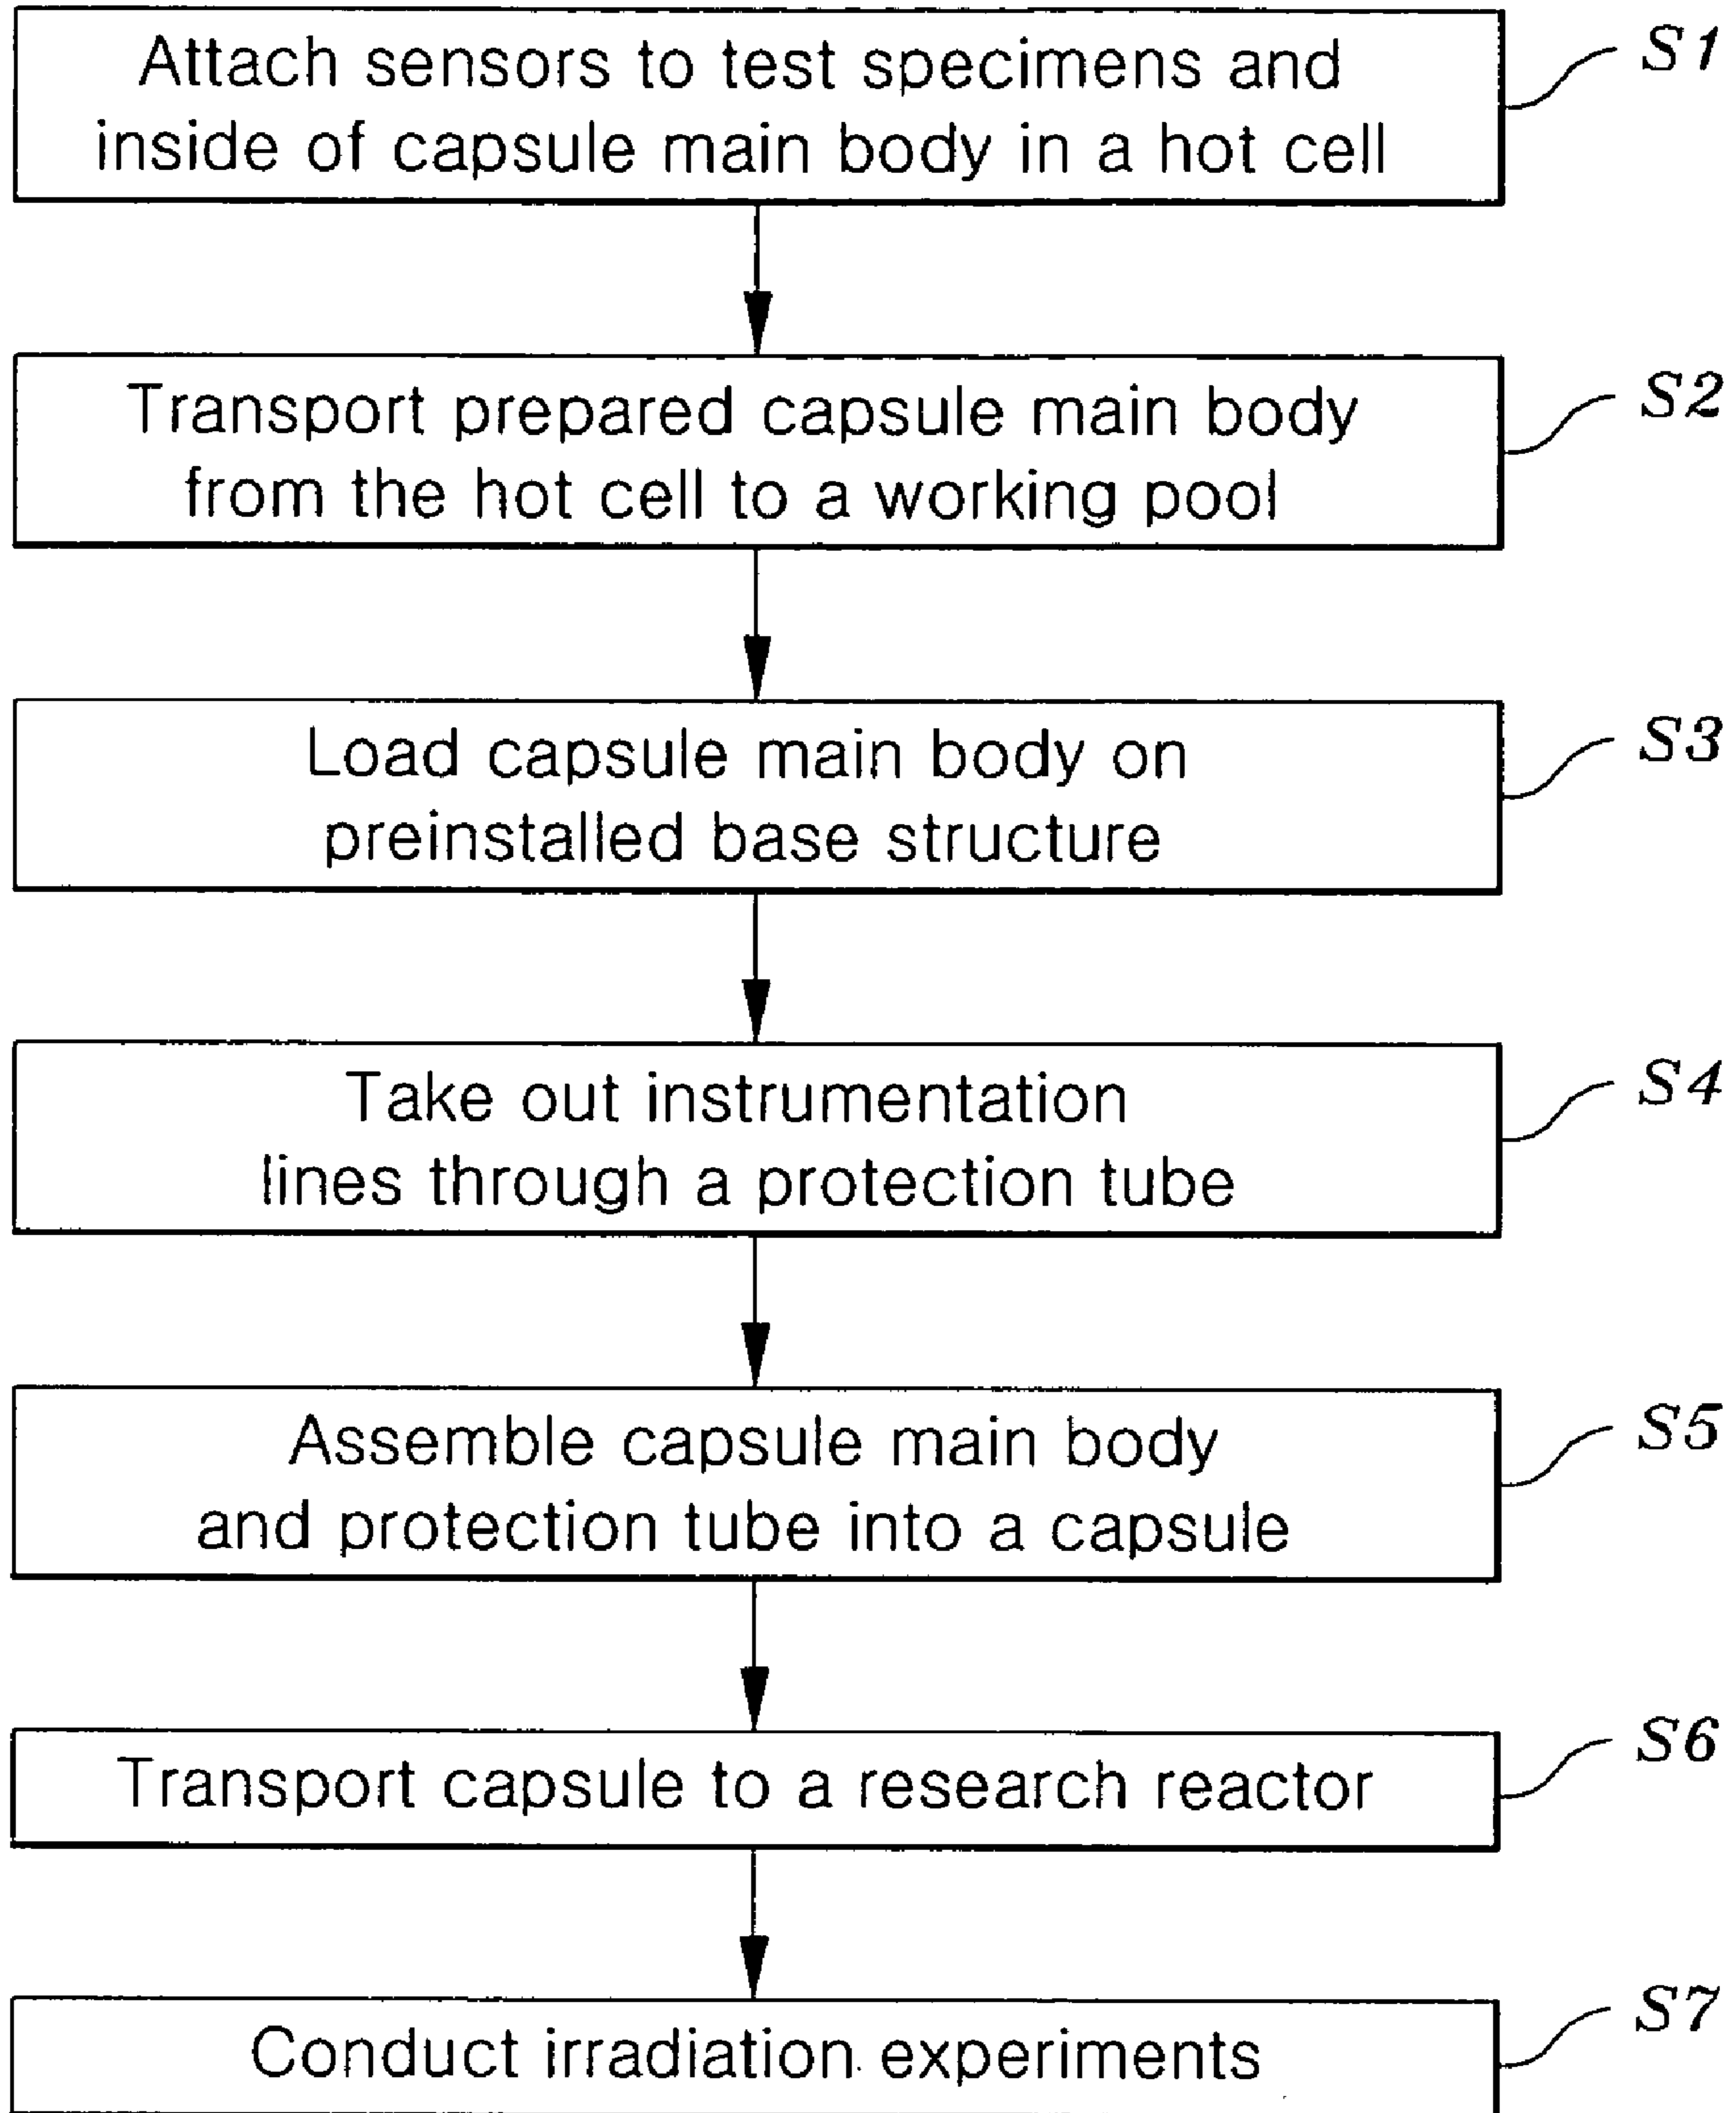 Attach sensors to test specimens and
inside of capsule main body in a hot cell
S1
Transport prepared capsule main body
from the hot cell to a working pool
S2
Load capsule main body on
preinstalled base structure
S3
Take out instrumentation
lines through a protection tube
S4
Assemble capsule main body
and protection tube into a capsule
S5
Transport capsule to a research reactor
S6
Conduct irradiation experiments
S7